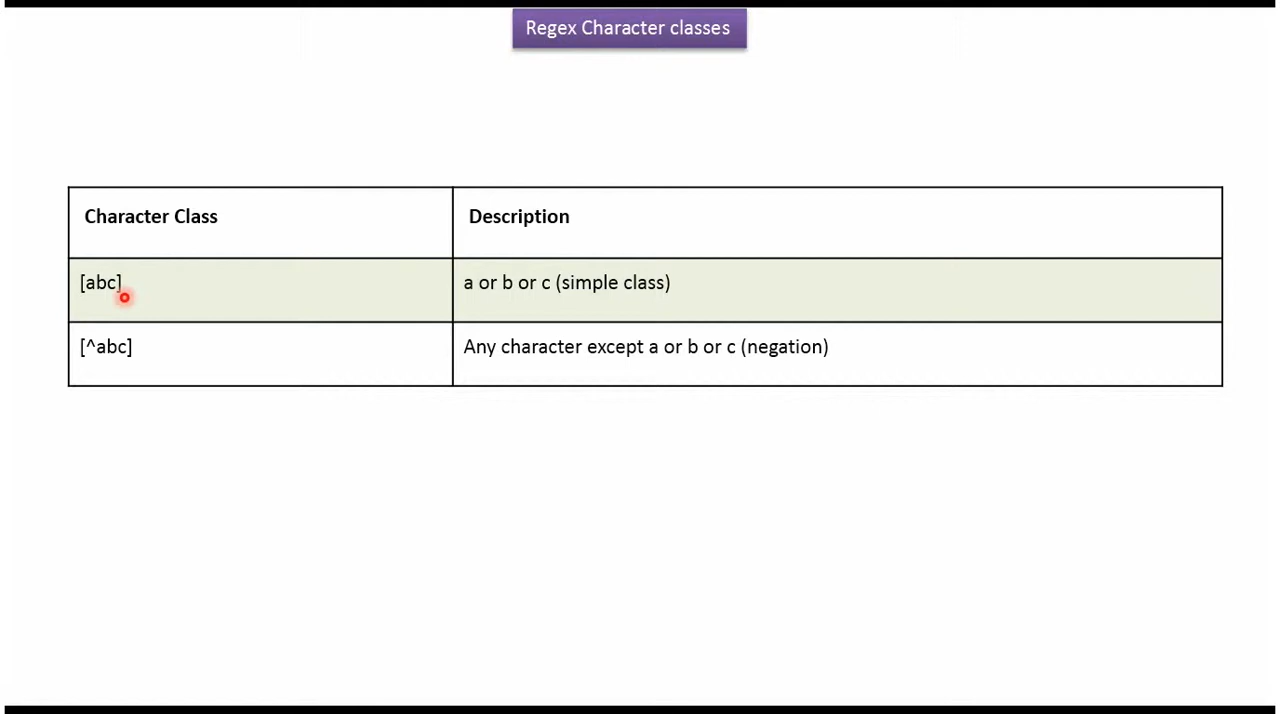 Regex Character classes
Character Class Description
[abc] a or b or c (simple class)
[^abc] Any character except a or b or c (negation)